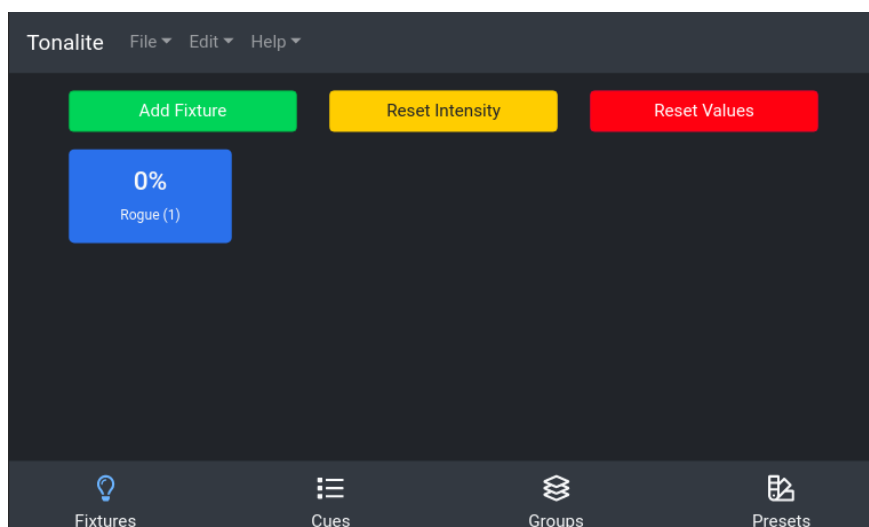 Tonalite File Edit Help
Add Fixture Reset Intensity Reset Values
0%
Rogue (1)
Fixtures Cues Groups Presets